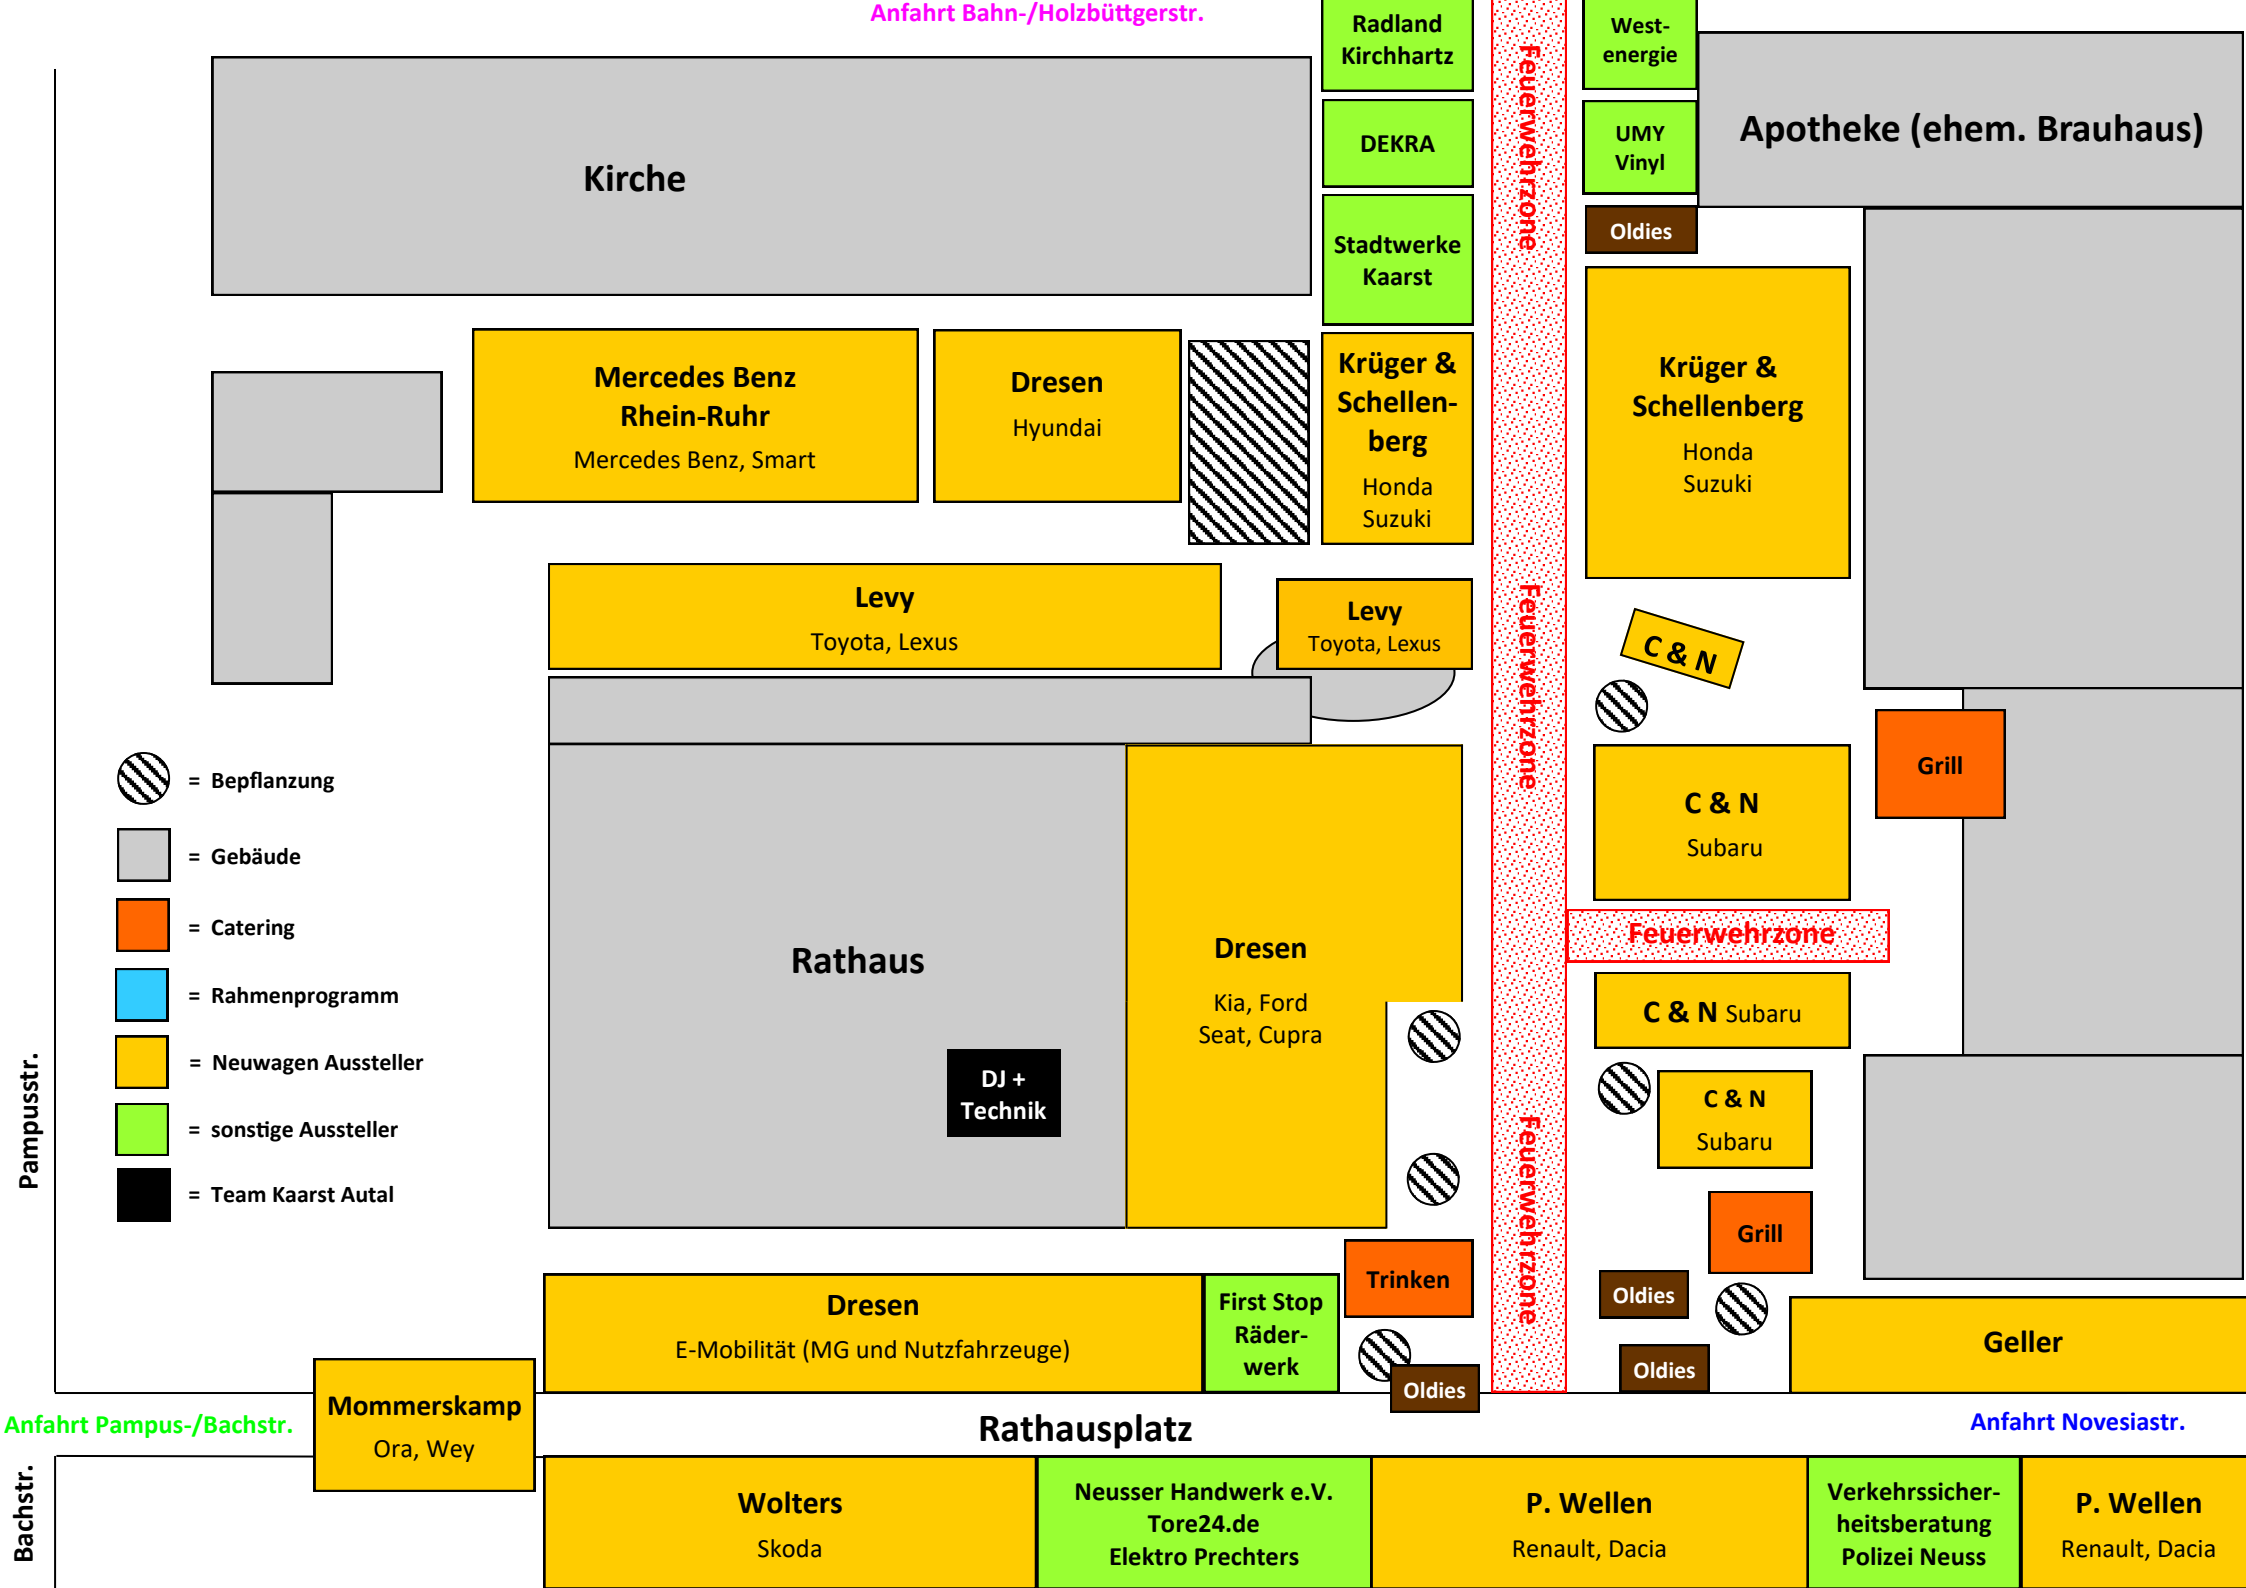 Anfahrt Bahn-/Holzbüttgerstr.
Radland
Kirchhartz
West-
energie
Feuerwehrzone
Kirche
DEKRA
UMY
Vinyl
Apotheke (ehem. Brauhaus)
Stadtwerke
Kaarst
Oldies
Mercedes Benz
Rhein-Ruhr
Mercedes Benz, Smart
Dresen
Hyundai
Krüger &
Schellen-
berg
Honda
Suzuki
Krüger &
Schellenberg
Honda
Suzuki
Levy
Toyota, Lexus
Levy
Toyota, Lexus
Feuerwehrzone
C & N
= Bepflanzung
= Gebäude
= Catering
= Rahmenprogramm
= Neuwagen Aussteller
= sonstige Aussteller
= Team Kaarst Autal
Grill
C & N
Subaru
Feuerwehrzone
Rathaus
Dresen
Kia, Ford
Seat, Cupra
C & N Subaru
DJ +
Technik
C & N
Subaru
Pampusstr.
Feuerwehrzone
Grill
Trinken
Dresen
E-Mobilität (MG und Nutzfahrzeuge)
First Stop
Räder-
werk
Oldies
Geller
Oldies
Oldies
Mommerskamp
Ora, Wey
Anfahrt Pampus-/Bachstr.
Rathausplatz
Anfahrt Novesiastr.
Bachstr.
Wolters
Skoda
Neusser Handwerk e.V.
Tore24.de
Elektro Prechters
P. Wellen
Renault, Dacia
Verkehrssicher-
heitsberatung
Polizei Neuss
P. Wellen
Renault, Dacia